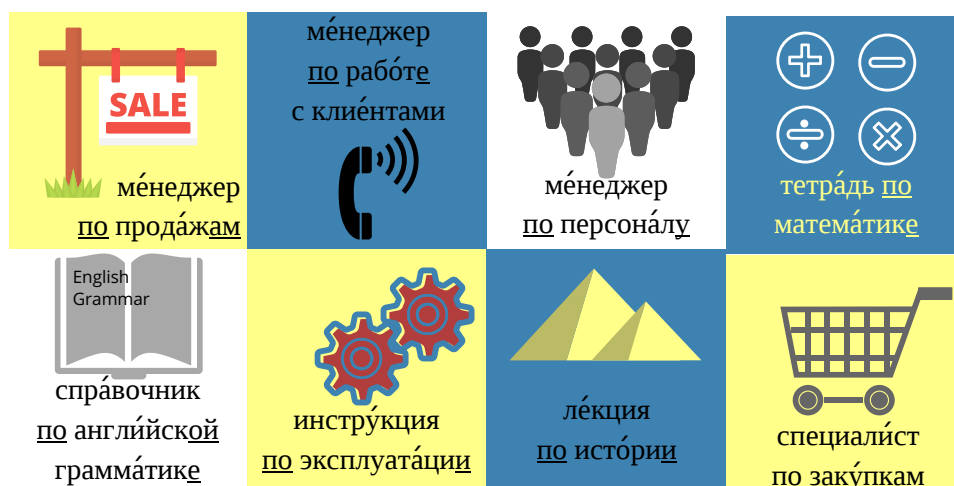 SALE
ме́неджер
по прода́жам
ме́неджер
по рабо́те
с клие́нтами
ме́неджер
по персона́лу
тетра́дь по
матема́тике
English
Grammar
спра́вочник
по англи́йской
грамма́тике
инстру́кция
по эксплуата́ции
ле́кция
по исто́рии
специали́ст
по заку́пкам